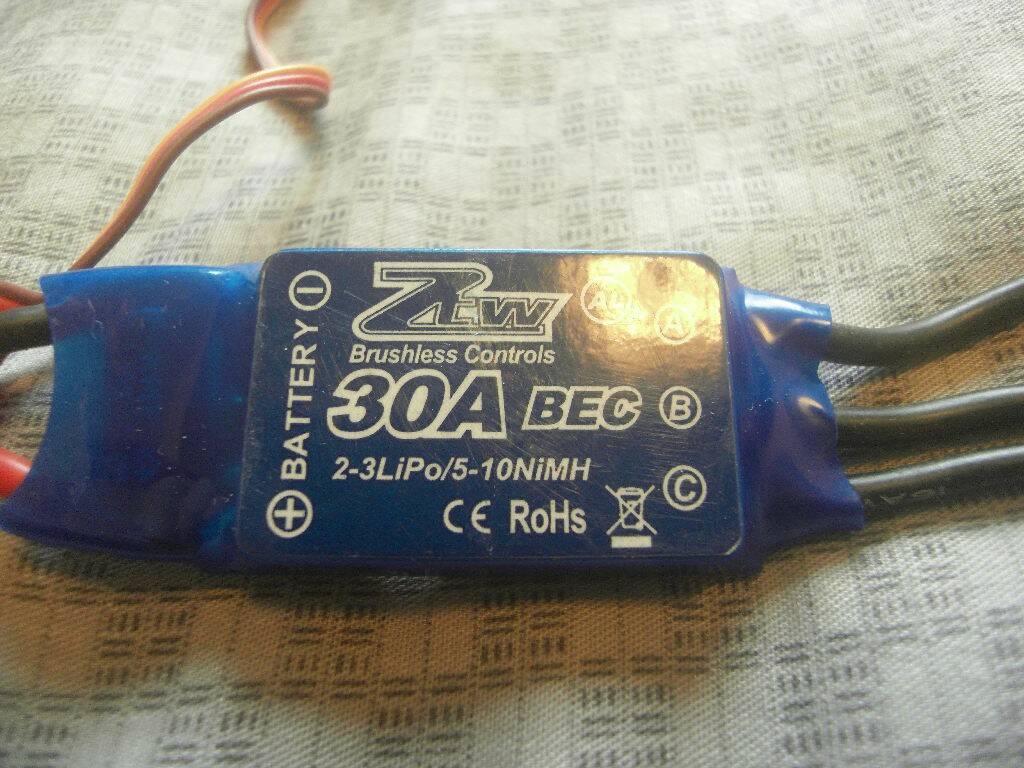 BATTERY
ZTW
Brushless Controls
30A BEC
2-3LiPo/5-10NiMH
CE RoHs
A
B
C